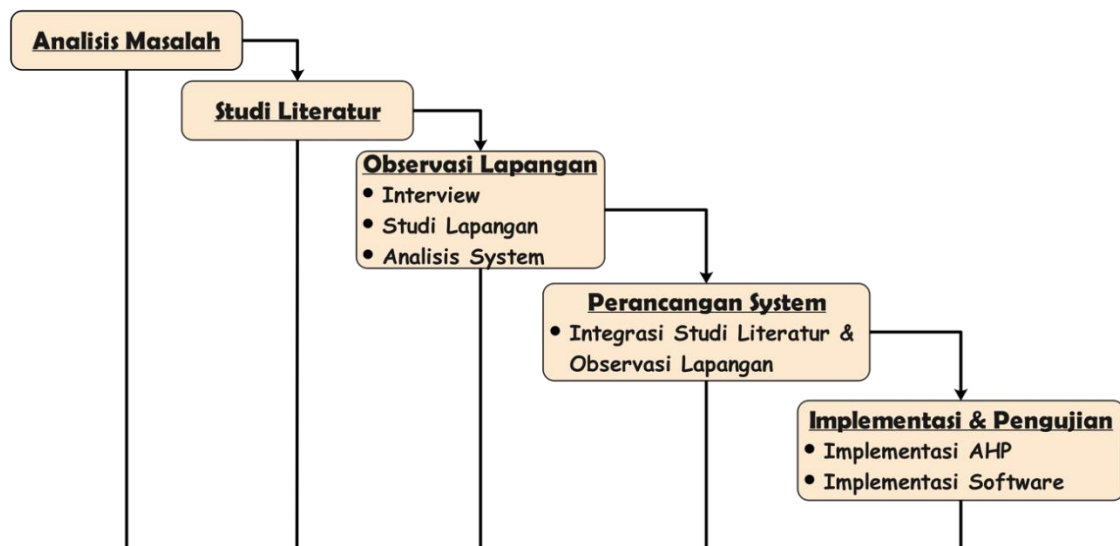 Analisis Masalah
Studi Literatur
Observasi Lapangan
• Interview
• Studi Lapangan
• Analisis System
Perancangan System
• Integrasi Studi Literatur &
Observasi Lapangan
Implementasi & Pengujian
• Implementasi AHP
• Implementasi Software